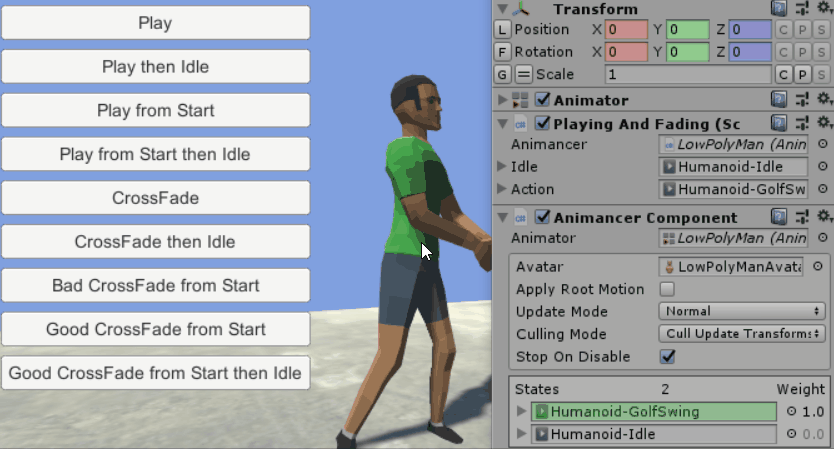 Play
Play then Idle
Play from Start
Play from Start then Idle
CrossFade
CrossFade then Idle
Bad CrossFade from Start
Good CrossFade from Start
Good CrossFade from Start then Idle
Transform
L Position X 0 Y 0 Z 0 C P S
F Rotation X 0 Y 0 Z 0 C P S
G = Scale 1 C P S
Animator
Playing And Fading (Sc
Animancer LowPolyMan (Anin
Idle Humanoid-Idle
Action Humanoid-GolfSw
Animancer Component
Animator LowPolyMan (Anin
Avatar LowPolyManAvata
Apply Root Motion
Update Mode Normal
Culling Mode Cull Update Transforms
Stop On Disable
States 2 Weight
Humanoid-GolfSwing 1.0
Humanoid-Idle 0.0